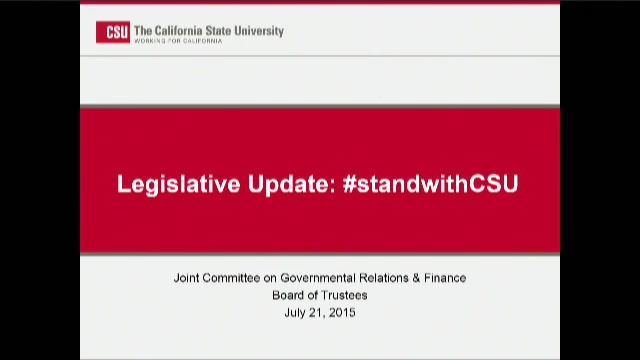 CSU The California State University
WORKING FOR CALIFORNIA
Legislative Update: #standwithCSU
Joint Committee on Governmental Relations & Finance
Board of Trustees
July 21, 2015